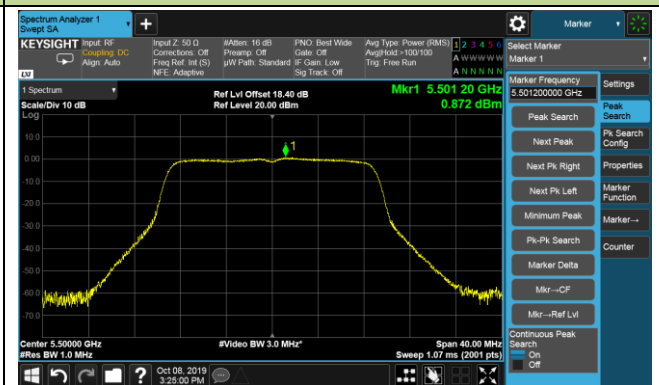 Spectrum Analyzer 1
Swept SA
+
Marker
KEYSIGHT
Input: RF
Coupling: DC
Align: Auto
Input Z: 50 Ω
Corrections: Off
Freq Ref: Int (S)
NFE: Adaptive
#Atten: 16 dB
Preamp: Off
µW Path: Standard
PNO: Best Wide
Gate: Off
IF Gain: Low
Sig Track: Off
Avg Type: Power (RMS)
Avg|Hold:>100/100
Trig: Free Run
1 2 3 4 5 6
A W W W W W
A N N N N N
Select Marker
Marker 1
LXI
1 Spectrum
Scale/Div 10 dB
Log
Ref Lvl Offset 18.40 dB
Ref Level 20.00 dBm
Mkr1 5.501 20 GHz
0.872 dBm
10.0
0.00
-10.0
-20.0
-30.0
-40.0
-50.0
-60.0
-70.0
1
Center 5.50000 GHz
#Res BW 1.0 MHz
#Video BW 3.0 MHz*
Span 40.00 MHz
Sweep 1.07 ms (2001 pts)
Marker Frequency
5.501200000 GHz
Peak Search
Next Peak
Next Pk Right
Next Pk Left
Minimum Peak
Pk-Pk Search
Marker Delta
Mkr→CF
Mkr→Ref Lvl
Continuous Peak
Search
On
Off
Settings
Peak
Search
Pk Search
Config
Properties
Marker
Function
Marker→
Counter
?
Oct 08, 2019
3:25:00 PM